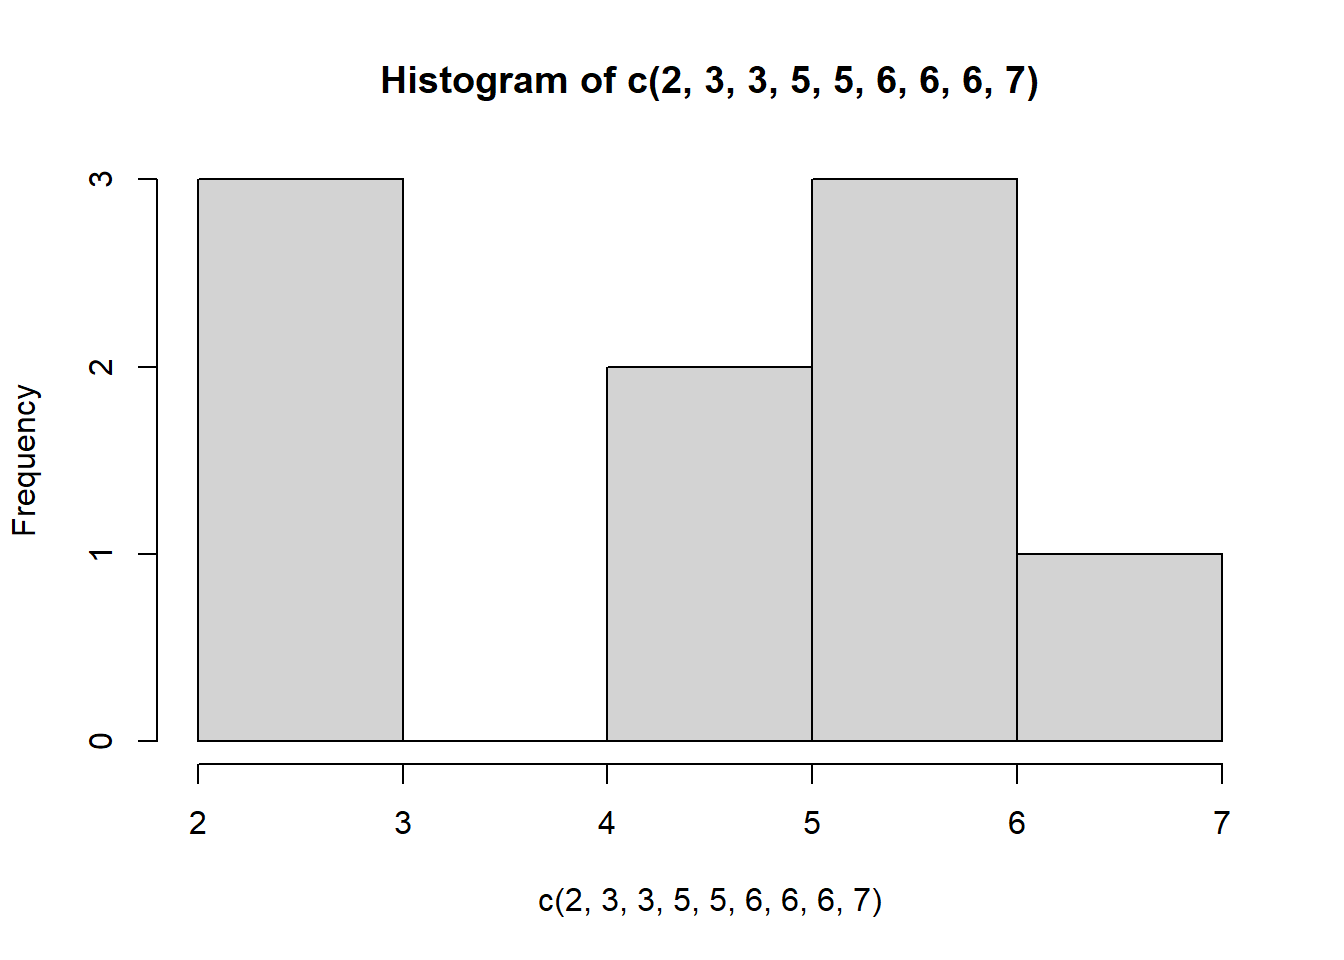 Histogram of c(2, 3, 3, 5, 5, 6, 6, 6, 7)
Frequency
3
2
1
0
2 3 4 5 6 7
c(2, 3, 3, 5, 5, 6, 6, 6, 7)